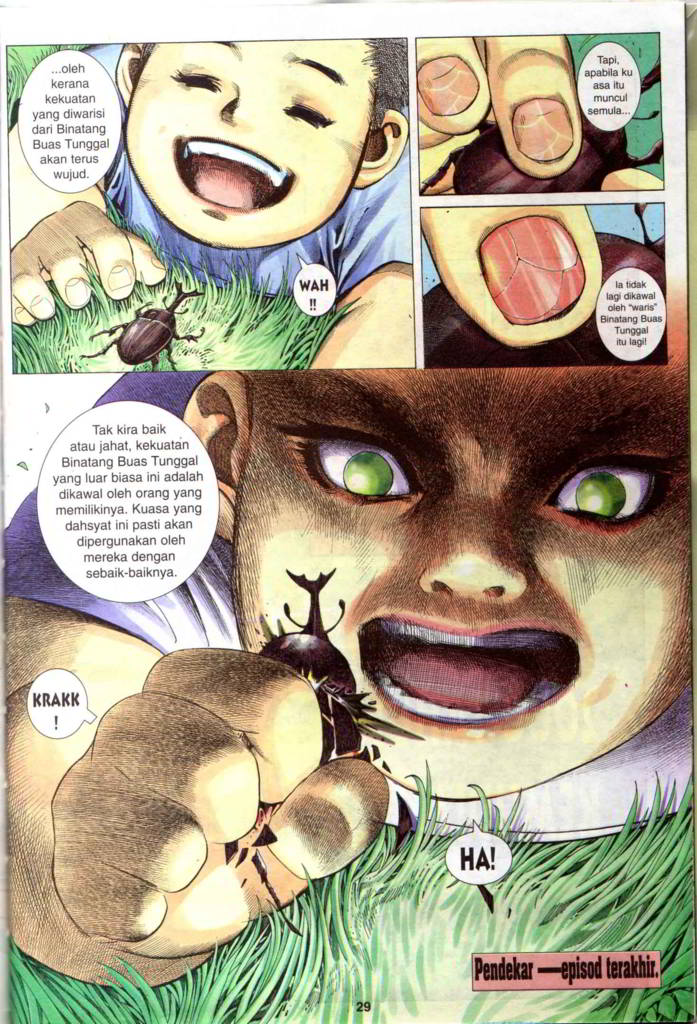 ...oleh
kerana
kekuatan
yang diwarisi
dari Binatang
Buas Tunggal
akan terus
wujud.
WAH
!!
Tapi,
apabila ku
asa itu
muncul
semula...
Ia tidak
lagi dikawal
oleh "waris"
Binatang Buas
Tunggal
itu lagi!
Tak kira baik
atau jahat, kekuatan
Binatang Buas Tunggal
yang luar biasa ini adalah
dikawal oleh orang yang
memilikinya. Kuasa yang
dahsyat ini pasti akan
dipergunakan oleh
mereka dengan
sebaik-baiknya.
KRAKK
!
HA!
Pendekar —episod terakhir.
29